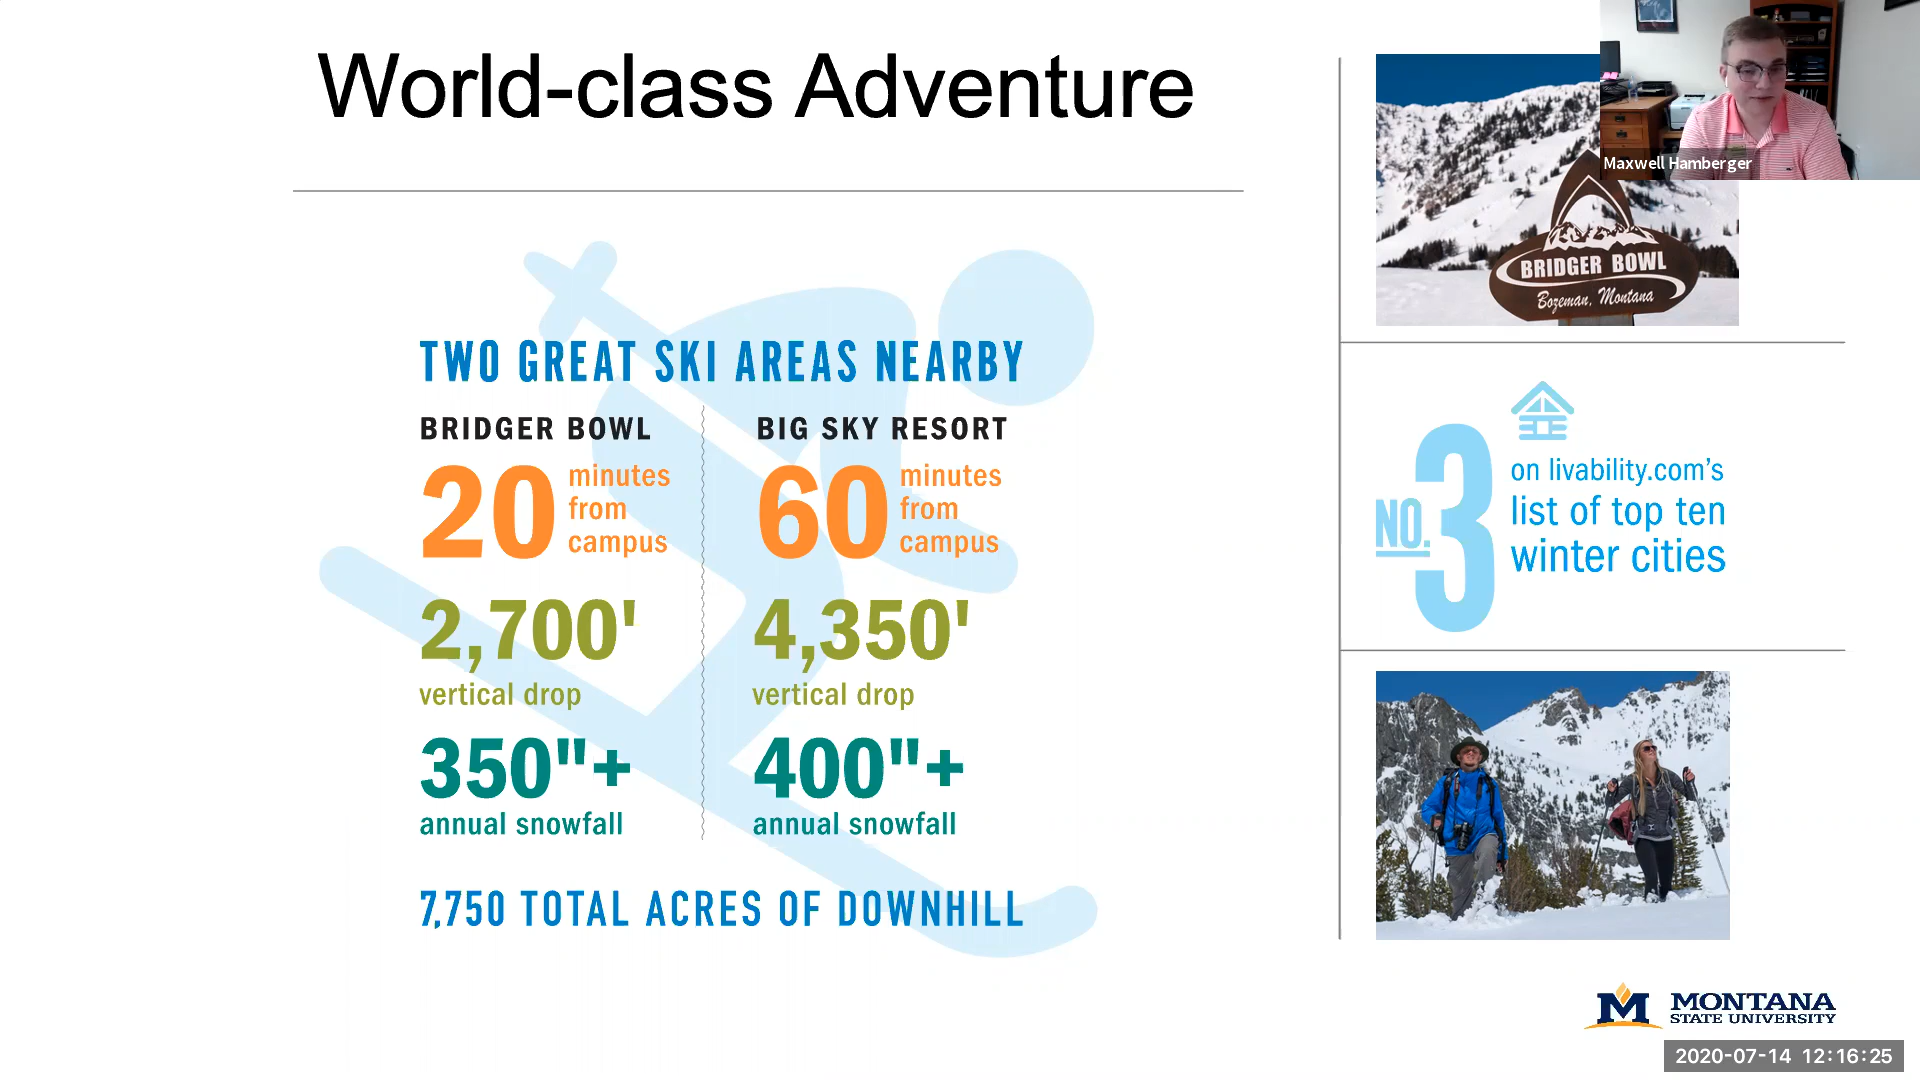 World-class Adventure
TWO GREAT SKI AREAS NEARBY
BRIDGER BOWL
20 minutes
from
campus
2,700'
vertical drop
350"+
annual snowfall
BIG SKY RESORT
60 minutes
from
campus
4,350'
vertical drop
400"+
annual snowfall
7,750 TOTAL ACRES OF DOWNHILL
Maxwell Hamberger
BRIDGER BOWL
Bozeman, Montana
NO. 3
on livability.com's
list of top ten
winter cities
M
MONTANA
STATE UNIVERSITY
2020-07-14 12:16:25